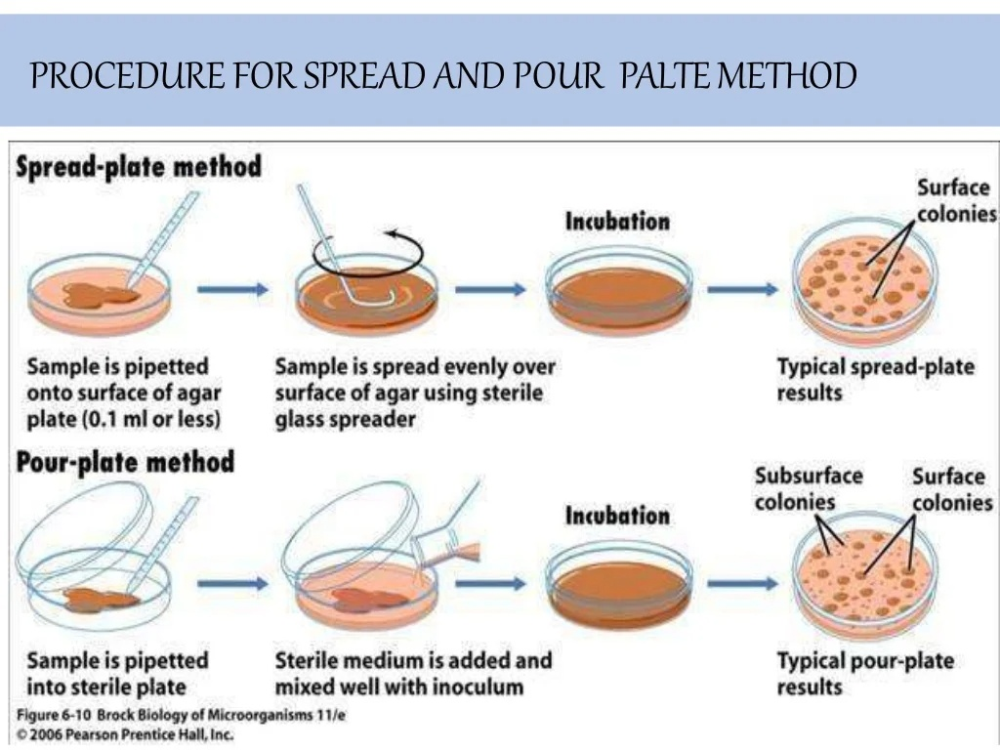 PROCEDURE FOR SPREAD AND POUR PALTE METHOD
Spread-plate method
Surface
colonies
Incubation
Sample is pipetted
onto surface of agar
plate (0.1 ml or less)
Sample is spread evenly over
surface of agar using sterile
glass spreader
Typical spread-plate
results
Pour-plate method
Subsurface
colonies
Surface
colonies
Incubation
Sample is pipetted
into sterile plate
Sterile medium is added and
mixed well with inoculum
Typical pour-plate
results
Figure 6-10 Brock Biology of Microorganisms 11/e
© 2006 Pearson Prentice Hall, Inc.